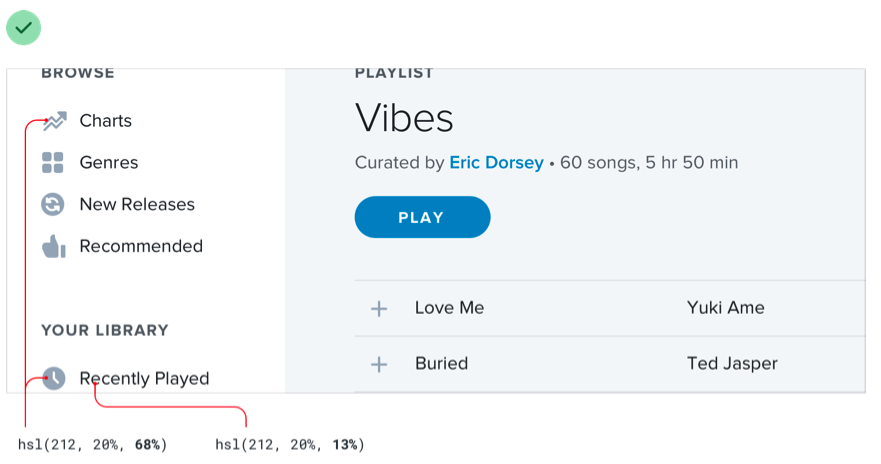 BROWSE
Charts
Genres
New Releases
Recommended
YOUR LIBRARY
Recently Played
PLAYLIST
Vibes
Curated by Eric Dorsey • 60 songs, 5 hr 50 min
PLAY
Love Me Yuki Ame
Buried Ted Jasper
hsl(212, 20%, 68%) hsl(212, 20%, 13%)